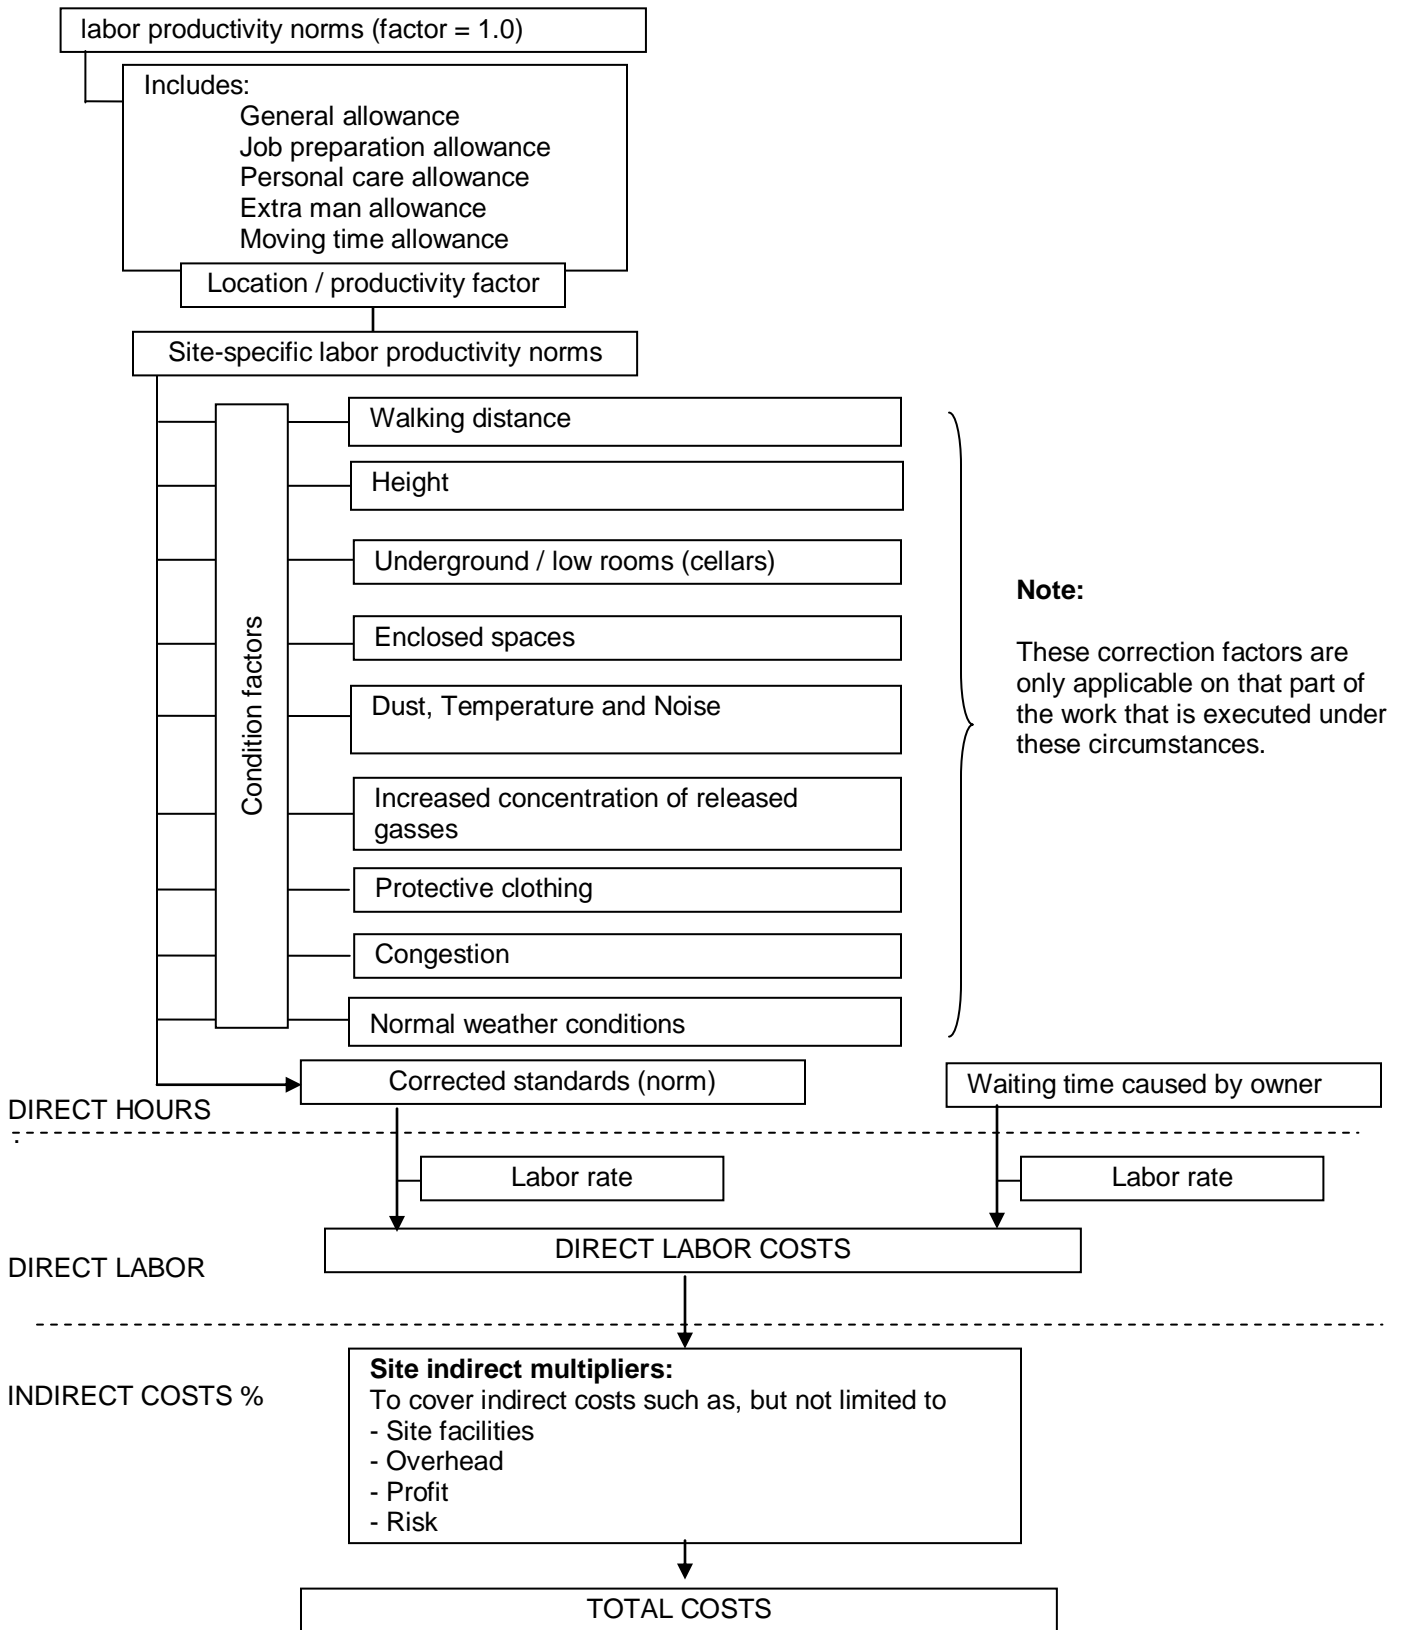 labor productivity norms (factor = 1.0)
Includes:
General allowance
Job preparation allowance
Personal care allowance
Extra man allowance
Moving time allowance
Location / productivity factor
Site-specific labor productivity norms
Condition factors
Walking distance
Height
Underground / low rooms (cellars)
Enclosed spaces
Dust, Temperature and Noise
Increased concentration of released
gasses
Protective clothing
Congestion
Normal weather conditions
Note:
These correction factors are
only applicable on that part of
the work that is executed under
these circumstances.
Corrected standards (norm)
Waiting time caused by owner
DIRECT HOURS
.
Labor rate
Labor rate
DIRECT LABOR COSTS
DIRECT LABOR
INDIRECT COSTS %
Site indirect multipliers:
To cover indirect costs such as, but not limited to
- Site facilities
- Overhead
- Profit
- Risk
TOTAL COSTS